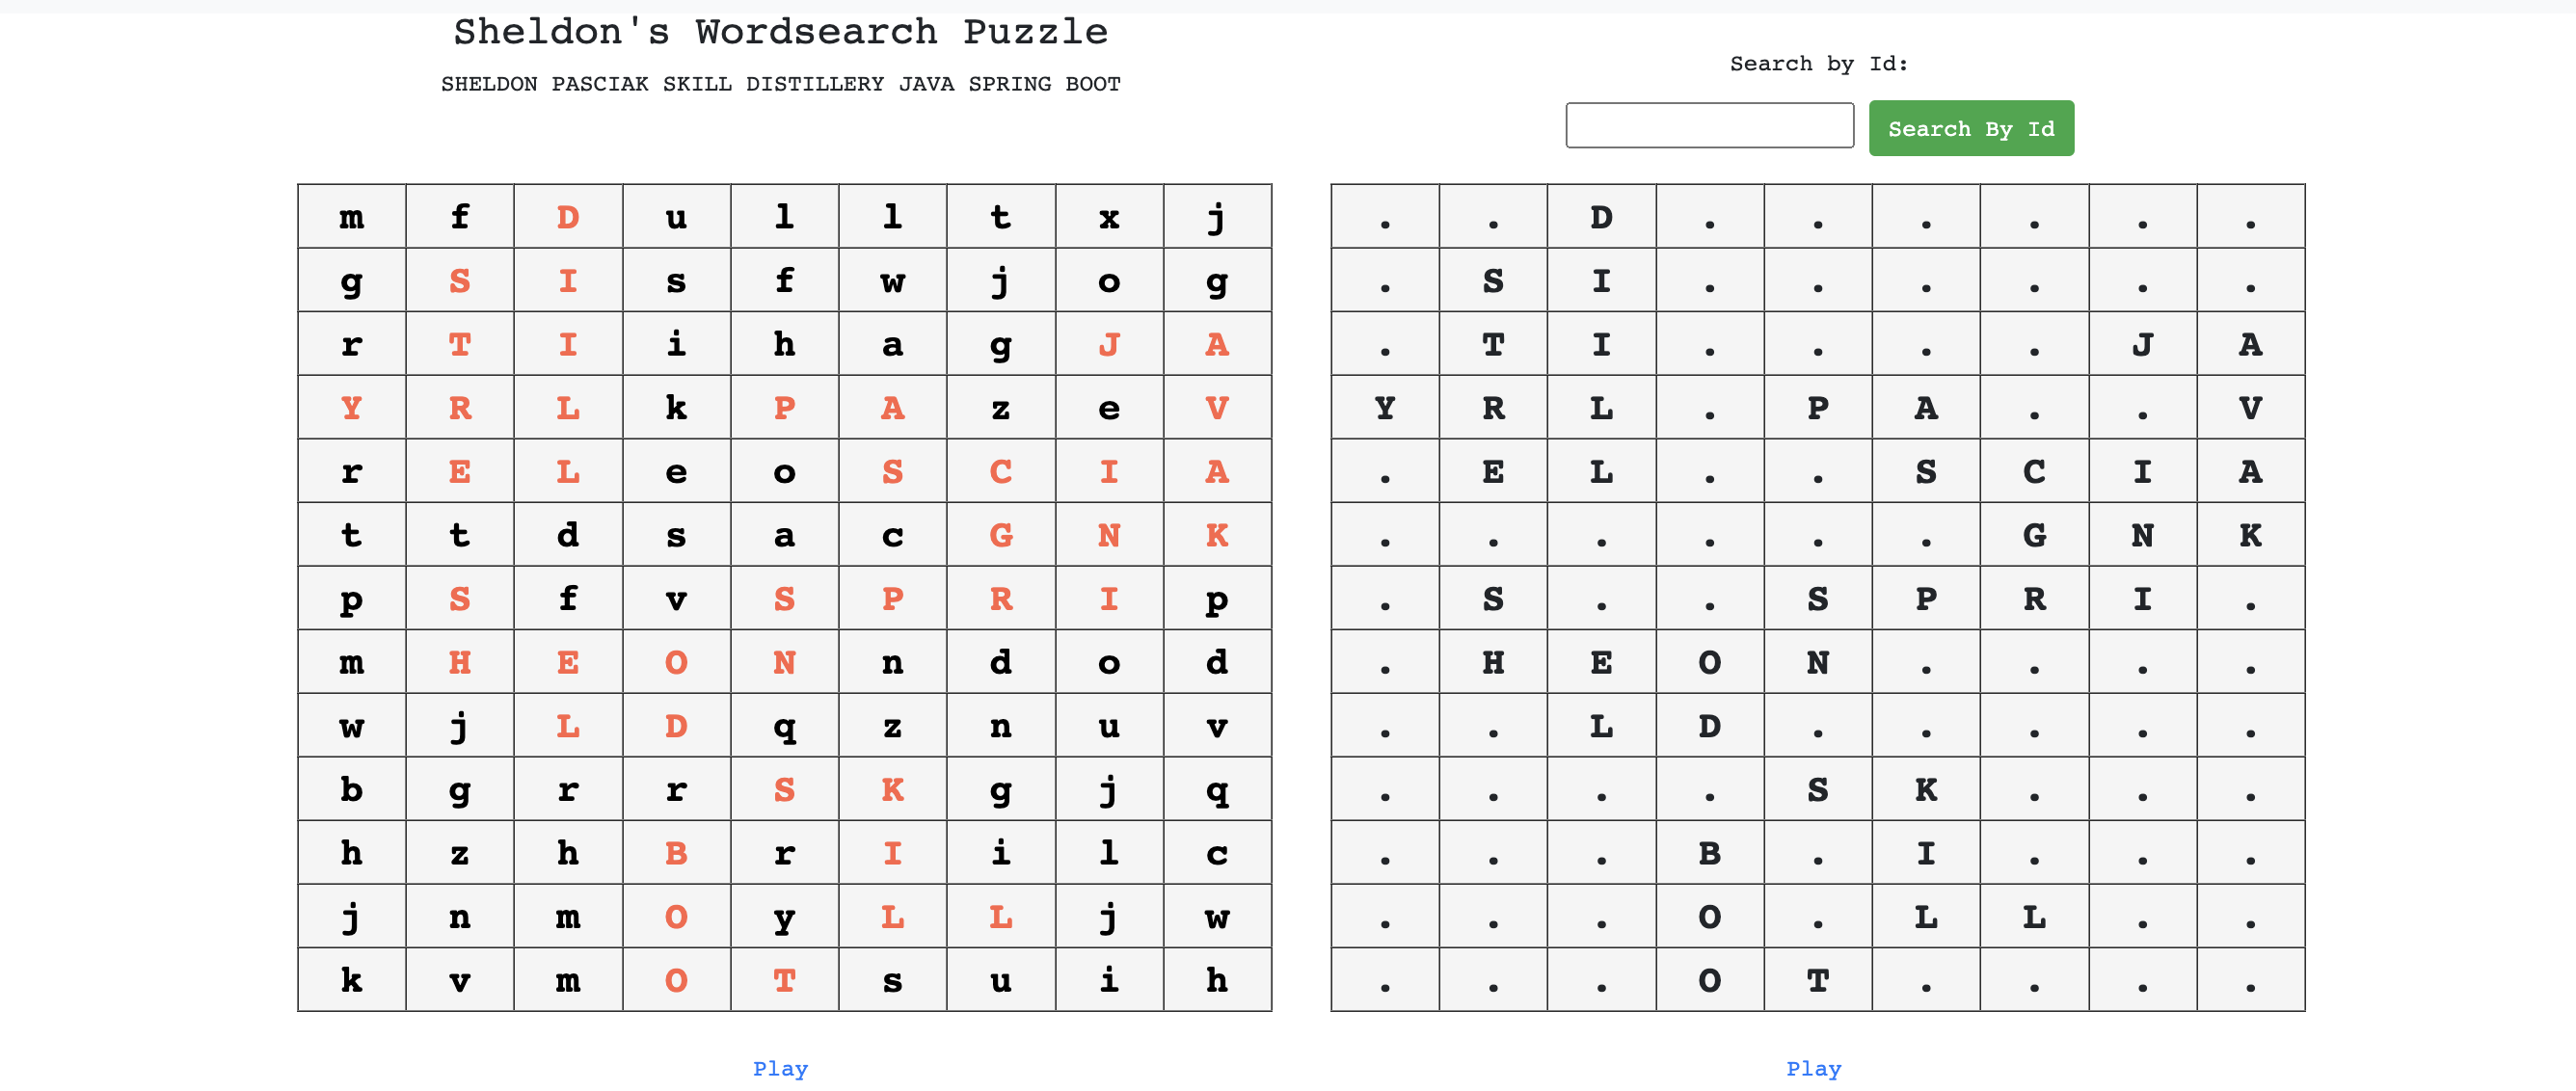 Sheldon's Wordsearch Puzzle
SHELDON PASCIAK SKILL DISTILLERY JAVA SPRING BOOT
Search by Id:
Search By Id
m f D u l l t x j
g S I s f w j o g
r T I i h a g J A
Y R L k P A z e V
r E L e o S C I A
t t d s a c G N K
p S f v S P R I p
m H E O N n d o d
w j L D q z n u v
b g r r S K g j q
h z h B r I i l c
j n m O y L L j w
k v m O T s u i h
Play
. . D . . . . . .
. S I . . . . . .
. T I . . . . J A
Y R L . P A . . V
. E L . . S C I A
. . . . . . G N K
. S . . S P R I .
. H E O N . . . .
. . L D . . . . .
. . . . S K . . .
. . . B . I . . .
. . . O . L L . .
. . . O T . . . .
Play